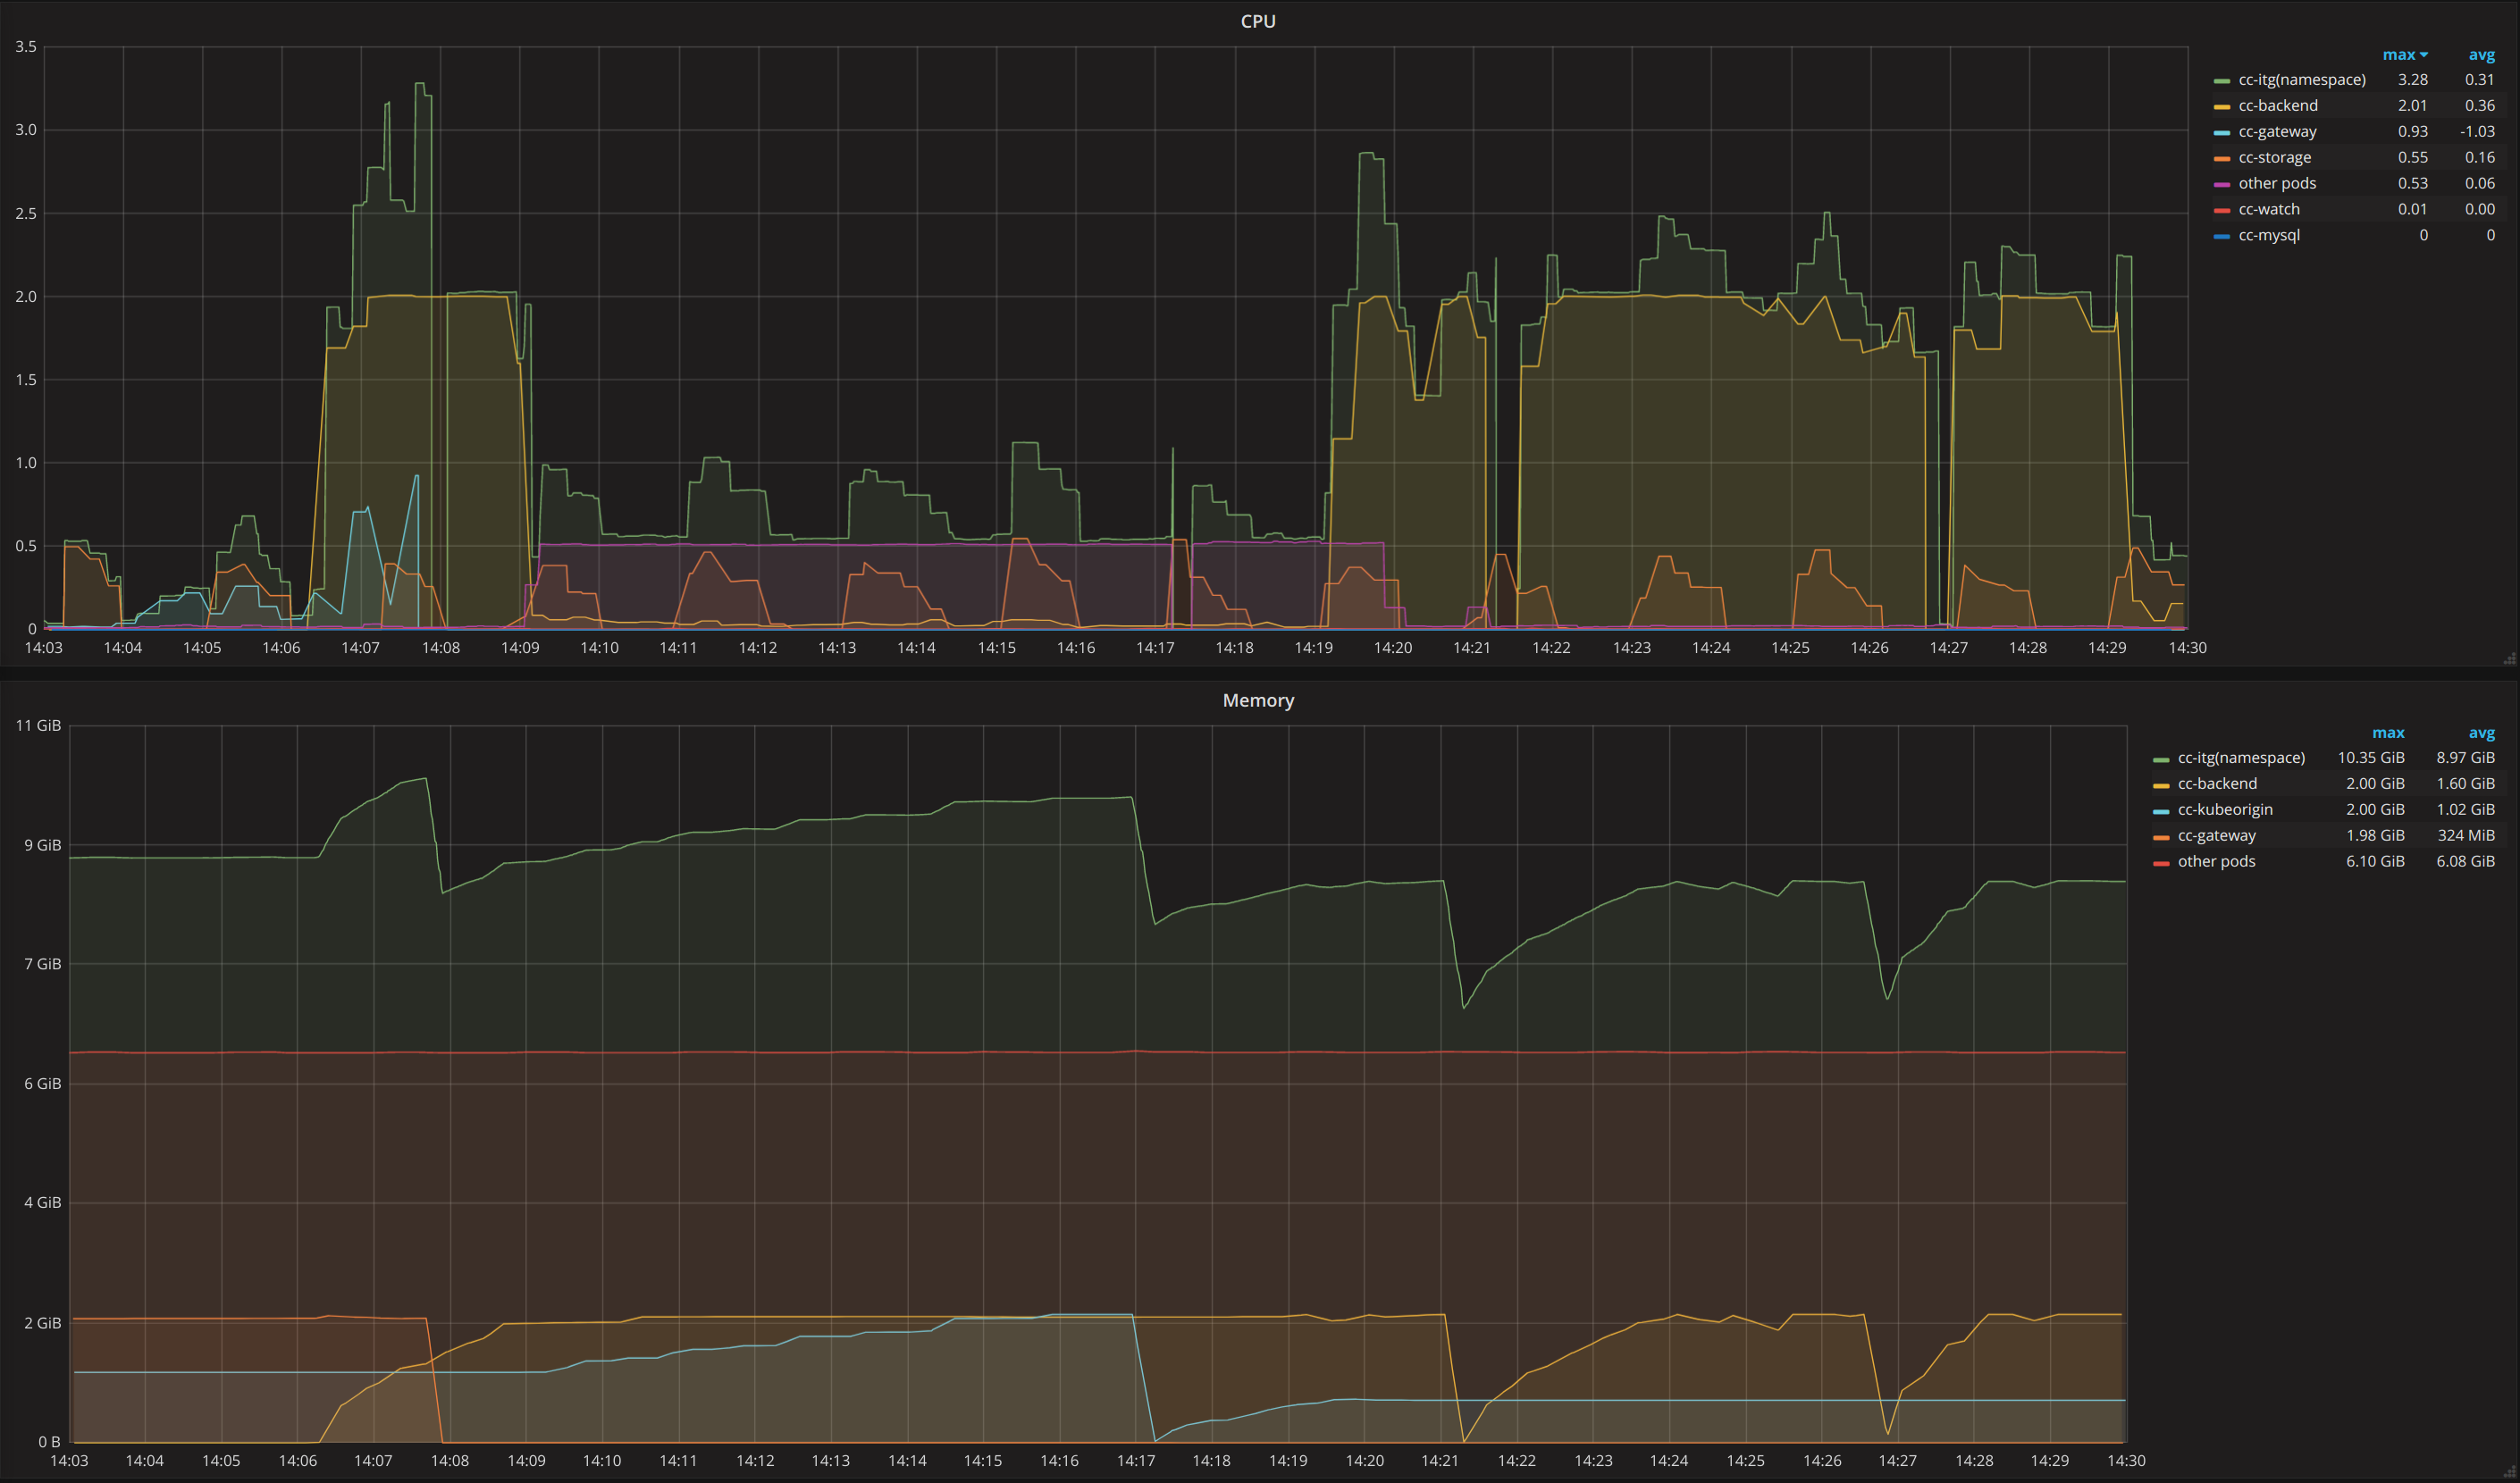 CPU
3.5
3.0
2.5
2.0
1.5
1.0
0.5
0
14:03 14:04 14:05 14:06 14:07 14:08 14:09 14:10 14:11 14:12 14:13 14:14 14:15 14:16 14:17 14:18 14:19 14:20 14:21 14:22 14:23 14:24 14:25 14:26 14:27 14:28 14:29 14:30
max avg
cc-itg(namespace) 3.28 0.31
cc-backend 2.01 0.36
cc-gateway 0.93 -1.03
cc-storage 0.55 0.16
other pods 0.53 0.06
cc-watch 0.01 0.00
cc-mysql 0 0
Memory
11 GiB
9 GiB
7 GiB
6 GiB
4 GiB
2 GiB
0 B
14:03 14:04 14:05 14:06 14:07 14:08 14:09 14:10 14:11 14:12 14:13 14:14 14:15 14:16 14:17 14:18 14:19 14:20 14:21 14:22 14:23 14:24 14:25 14:26 14:27 14:28 14:29 14:30
max avg
cc-itg(namespace) 10.35 GiB 8.97 GiB
cc-backend 2.00 GiB 1.60 GiB
cc-kubeorigin 2.00 GiB 1.02 GiB
cc-gateway 1.98 GiB 324 MiB
other pods 6.10 GiB 6.08 GiB